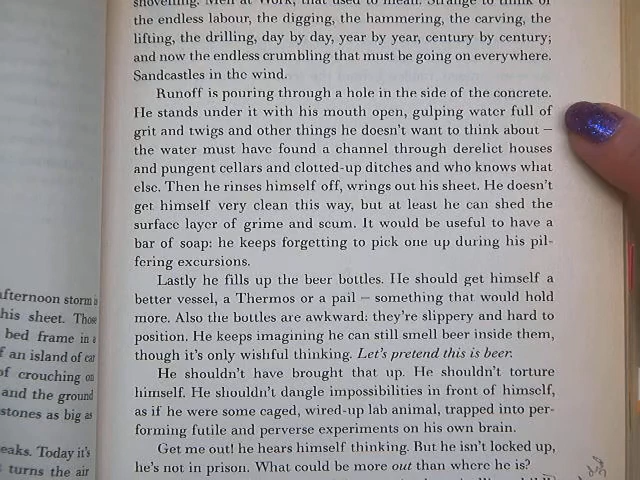 afternoon storm
his sheet. Those
bed frame in a
f an island of
of crouching on
and the ground
stones as big as
eaks. Today it's
turns the air
shovelling. Men at Work, that used to mean. Strange to think of
the endless labour, the digging, the hammering, the carving, the
lifting, the drilling, day by day, year by year, century by century;
and now the endless crumbling that must be going on everywhere.
Sandcastles in the wind.
Runoff is pouring through a hole in the side of the concrete.
He stands under it with his mouth open, gulping water full of
grit and twigs and other things he doesn't want to think about –
the water must have found a channel through derelict houses
and pungent cellars and clotted-up ditches and who knows what
else. Then he rinses himself off, wrings out his sheet. He doesn't
get himself very clean this way, but at least he can shed the
surface layer of grime and scum. It would be useful to have a
bar of soap: he keeps forgetting to pick one up during his pil-
fering excursions.
Lastly he fills up the beer bottles. He should get himself a
better vessel, a Thermos or a pail – something that would hold
more. Also the bottles are awkward: they're slippery and hard to
position. He keeps imagining he can still smell beer inside them,
though it's only wishful thinking. Let's pretend this is beer.
He shouldn't have brought that up. He shouldn't torture
himself. He shouldn't dangle impossibilities in front of himself,
as if he were some caged, wired-up lab animal, trapped into per-
forming futile and perverse experiments on his own brain.
Get me out! he hears himself thinking. But he isn't locked up,
he's not in prison. What could be more out than where he is?